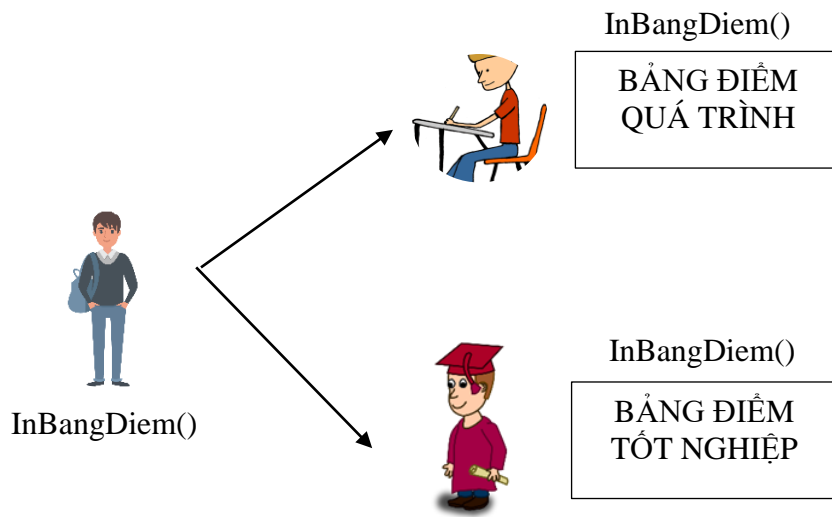 InBangDiem()
BẢNG ĐIỂM
QUÁ TRÌNH
InBangDiem()
InBangDiem()
BẢNG ĐIỂM
TỐT NGHIỆP